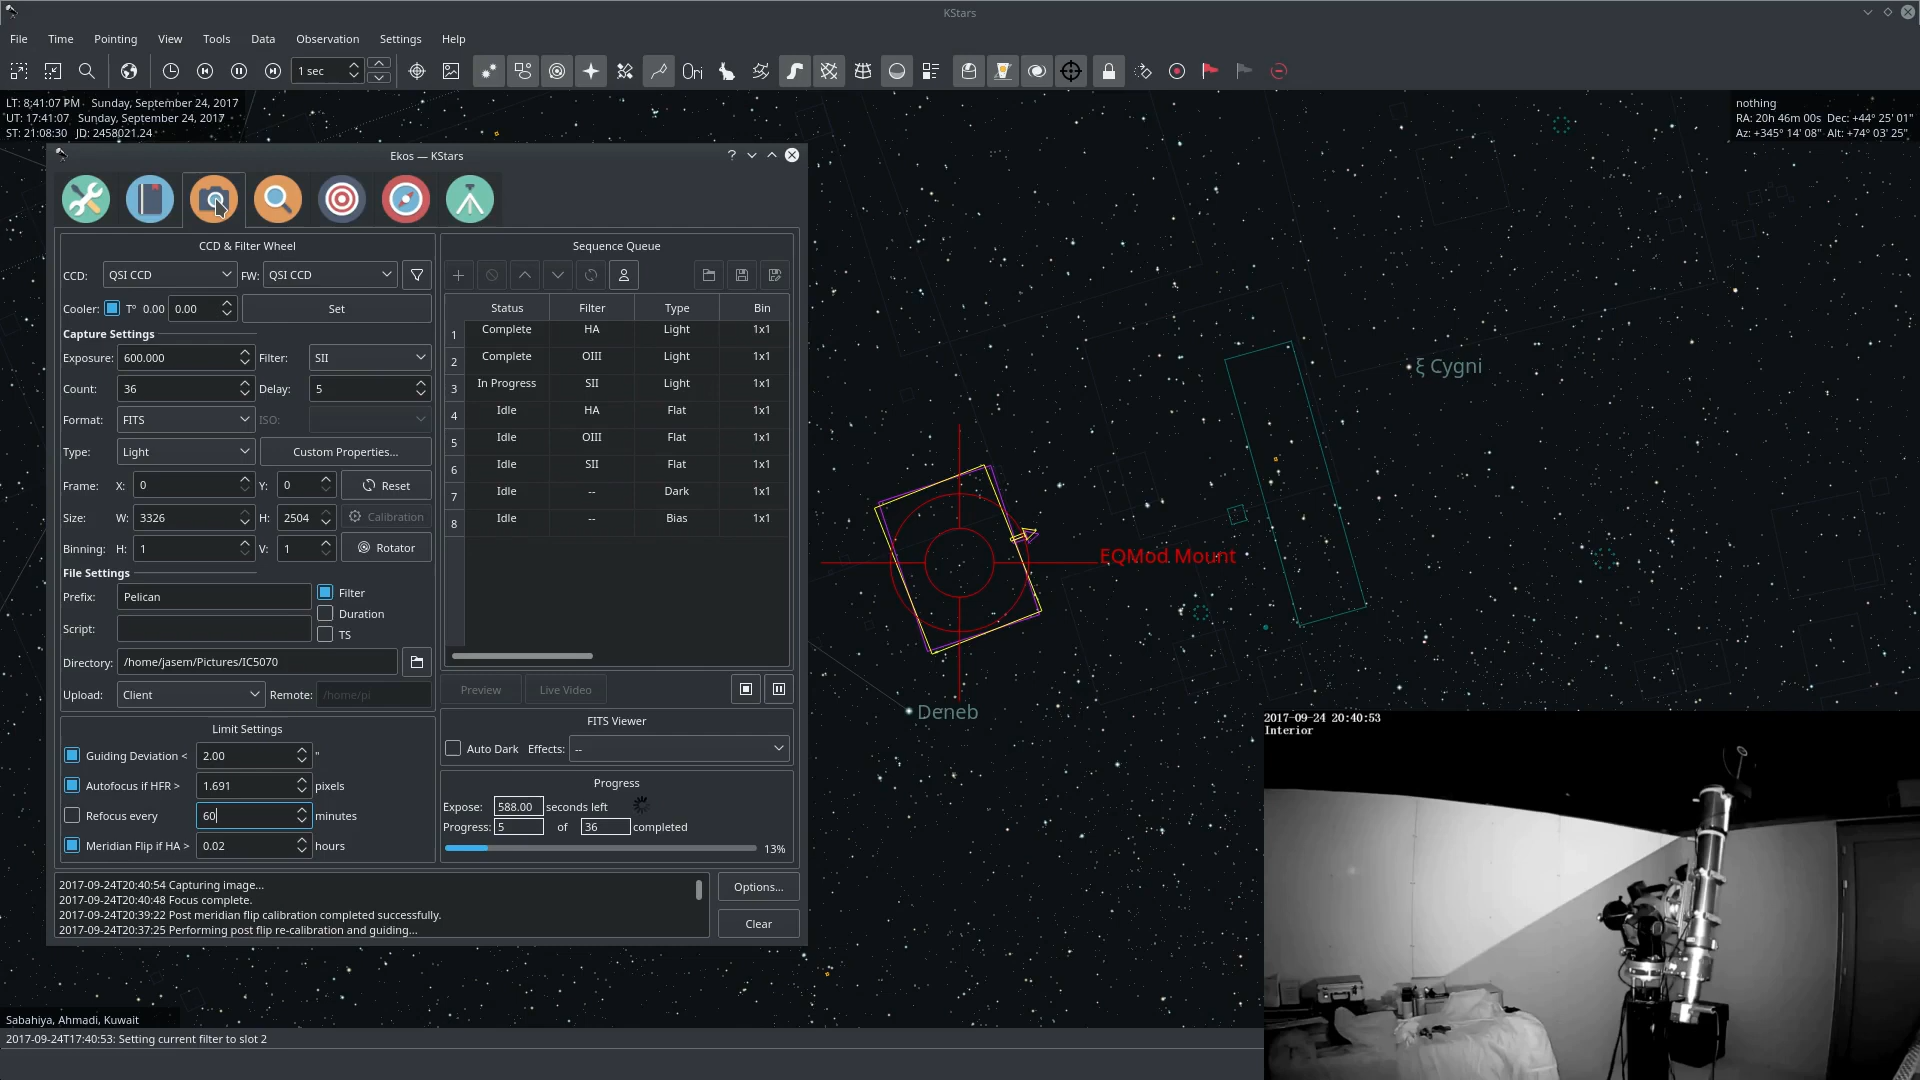 KStars
File Time Pointing View Tools Data Observation Settings Help
1 sec
Ori
LT: 8:41:07 PM Sunday, September 24, 2017
UT: 17:41:07 Sunday, September 24, 2017
ST: 21:08:30 JD: 2458021.24
nothing
RA: 20h 46m 00s Dec: +44° 25' 01"
Az: +345° 14' 08" Alt: +74° 03' 25"
Ekos — KStars
?
CCD & Filter Wheel
CCD: QSI CCD FW: QSI CCD
Cooler: T° 0.00 0.00 Set
Capture Settings
Exposure: 600.000 Filter: SII
Count: 36 Delay: 5
Format: FITS ISO:
Type: Light Custom Properties...
Frame: X: 0 Y: 0 Reset
Size: W: 3326 H: 2504 Calibration
Binning: H: 1 V: 1 Rotator
File Settings
Prefix: Pelican Filter
Duration
Script: TS
Directory: /home/jasem/Pictures/IC5070
Upload: Client Remote: /home/pi
Limit Settings
Guiding Deviation < 2.00 "
Autofocus if HFR > 1.691 pixels
Refocus every 60 minutes
Meridian Flip if HA > 0.02 hours
Sequence Queue
Status Filter Type Bin
1 Complete HA Light 1x1
2 Complete OIII Light 1x1
3 In Progress SII Light 1x1
4 Idle HA Flat 1x1
5 Idle OIII Flat 1x1
6 Idle SII Flat 1x1
7 Idle -- Dark 1x1
8 Idle -- Bias 1x1
Preview Live Video
FITS Viewer
Auto Dark Effects: --
Progress
Expose: 588.00 seconds left
Progress: 5 of 36 completed
13%
2017-09-24T20:40:54 Capturing image...
2017-09-24T20:40:48 Focus complete.
2017-09-24T20:39:22 Post meridian flip calibration completed successfully.
2017-09-24T20:37:25 Performing post flip re-calibration and guiding...
Options...
Clear
ξ Cygni
EQMod Mount
Deneb
2017-09-24 20:40:53
Interior
Sabahiya, Ahmadi, Kuwait
2017-09-24T17:40:53: Setting current filter to slot 2